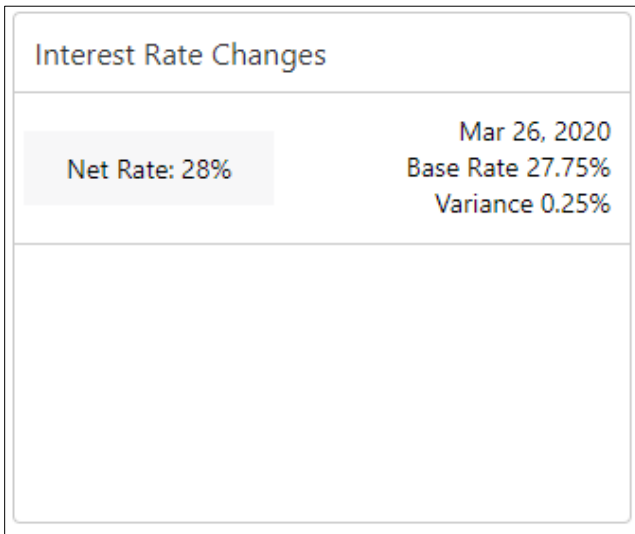 Interest Rate Changes
Net Rate: 28%
Mar 26, 2020
Base Rate 27.75%
Variance 0.25%